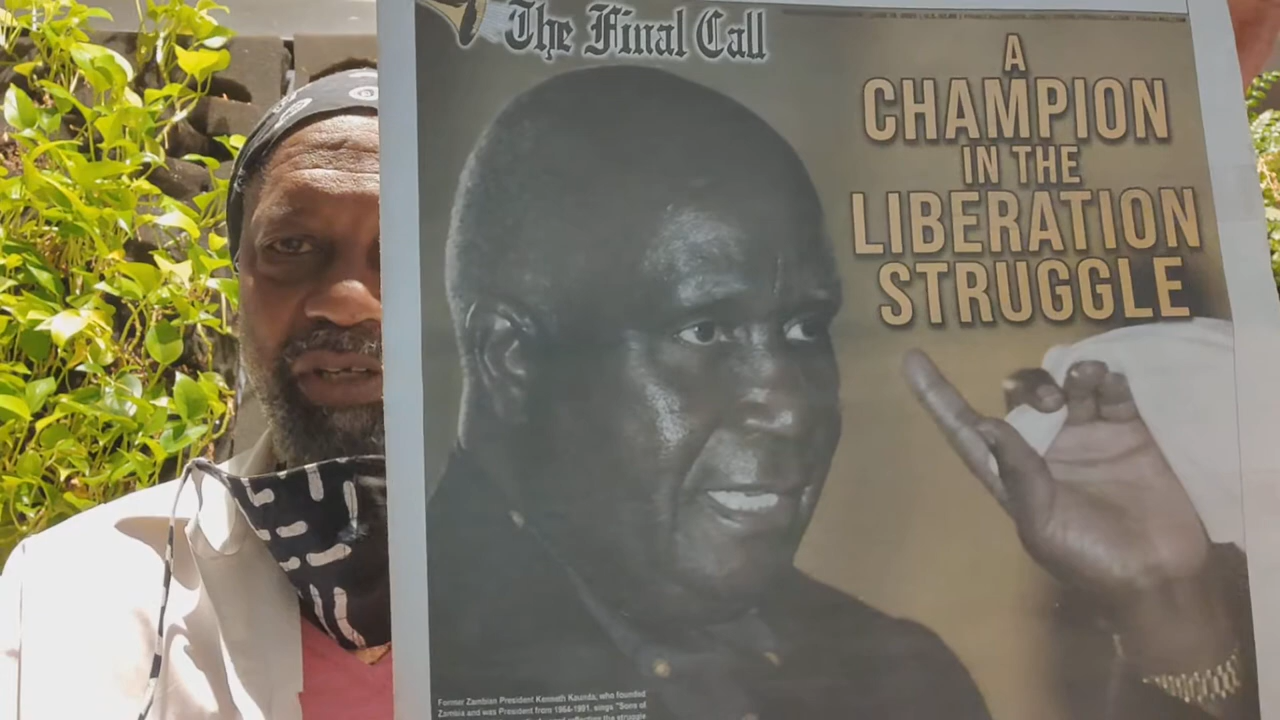 The Final Call
A
CHAMPION
IN THE
LIBERATION
STRUGGLE
Former Zambian President Kenneth Kaunda, who founded
Zambia and was President from 1964-1991, sings "Sons of